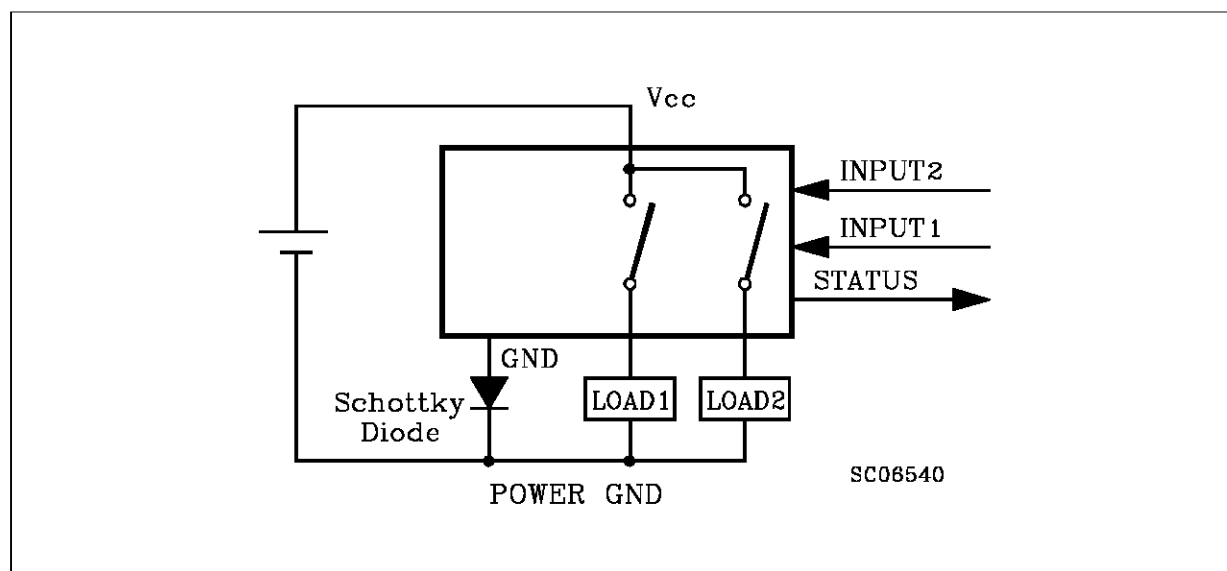 Vcc
INPUT2
INPUT1
STATUS
GND
Schottky
Diode
LOAD1
LOAD2
POWER GND
SC06540